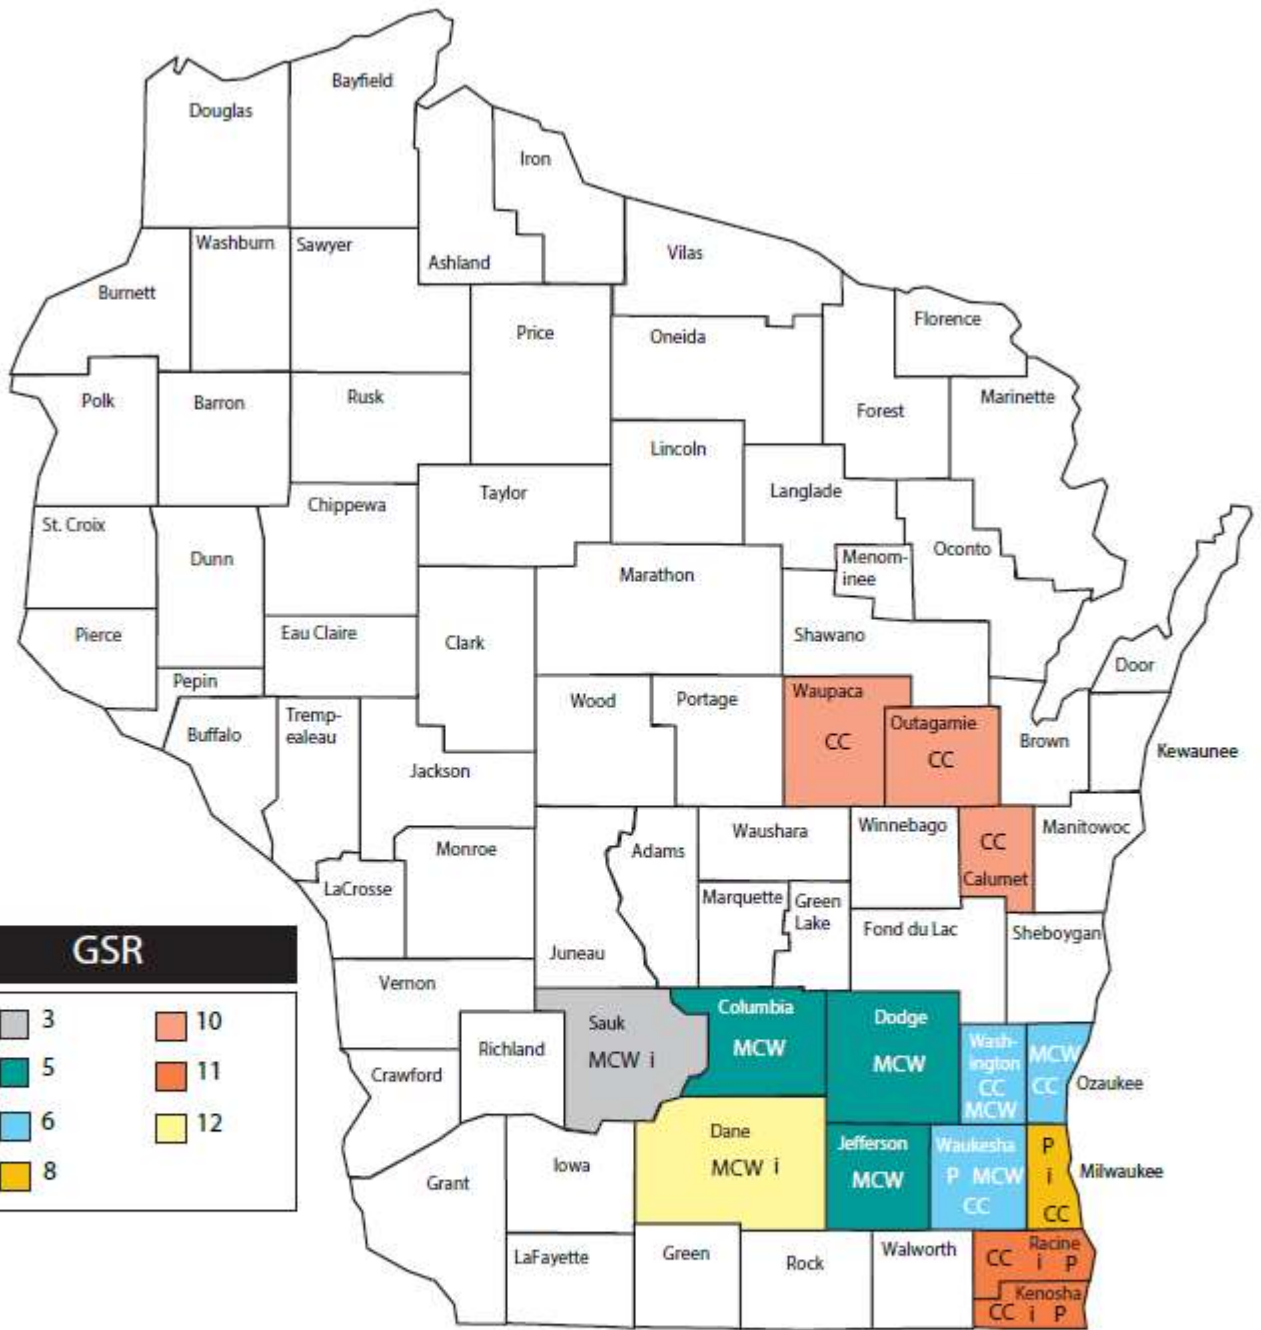 Bayfield
Douglas
Iron
Washburn
Sawyer
Ashland
Vilas
Burnett
Florence
Price
Oneida
Polk
Barron
Rusk
Forest
Marinette
Lincoln
Taylor
Langlade
Chippewa
St. Croix
Dunn
Marathon
Menom-
inee
Oconto
Pierce
Eau Claire
Clark
Shawano
Door
Pepin
Wood
Portage
Waupaca
CC
Outagamie
CC
Buffalo
Tremp-
ealeau
Brown
Kewaunee
Jackson
Waushara
Winnebago
CC
Calumet
Manitowoc
Monroe
Adams
LaCrosse
Marquette
Green
Lake
Fond du Lac
Sheboygan
Juneau
Vernon
GSR
3
10
5
11
6
12
8
Sauk
MCW i
Columbia
MCW
Dodge
MCW
Wash-
ington
CC
MCW
MCW
CC
Ozaukee
Richland
Crawford
Dane
MCW i
Jefferson
MCW
Waukesha
P MCW
CC
P
i
CC
Milwaukee
Iowa
Grant
LaFayette
Green
Rock
Walworth
Racine
CC i P
Kenosha
CC i P